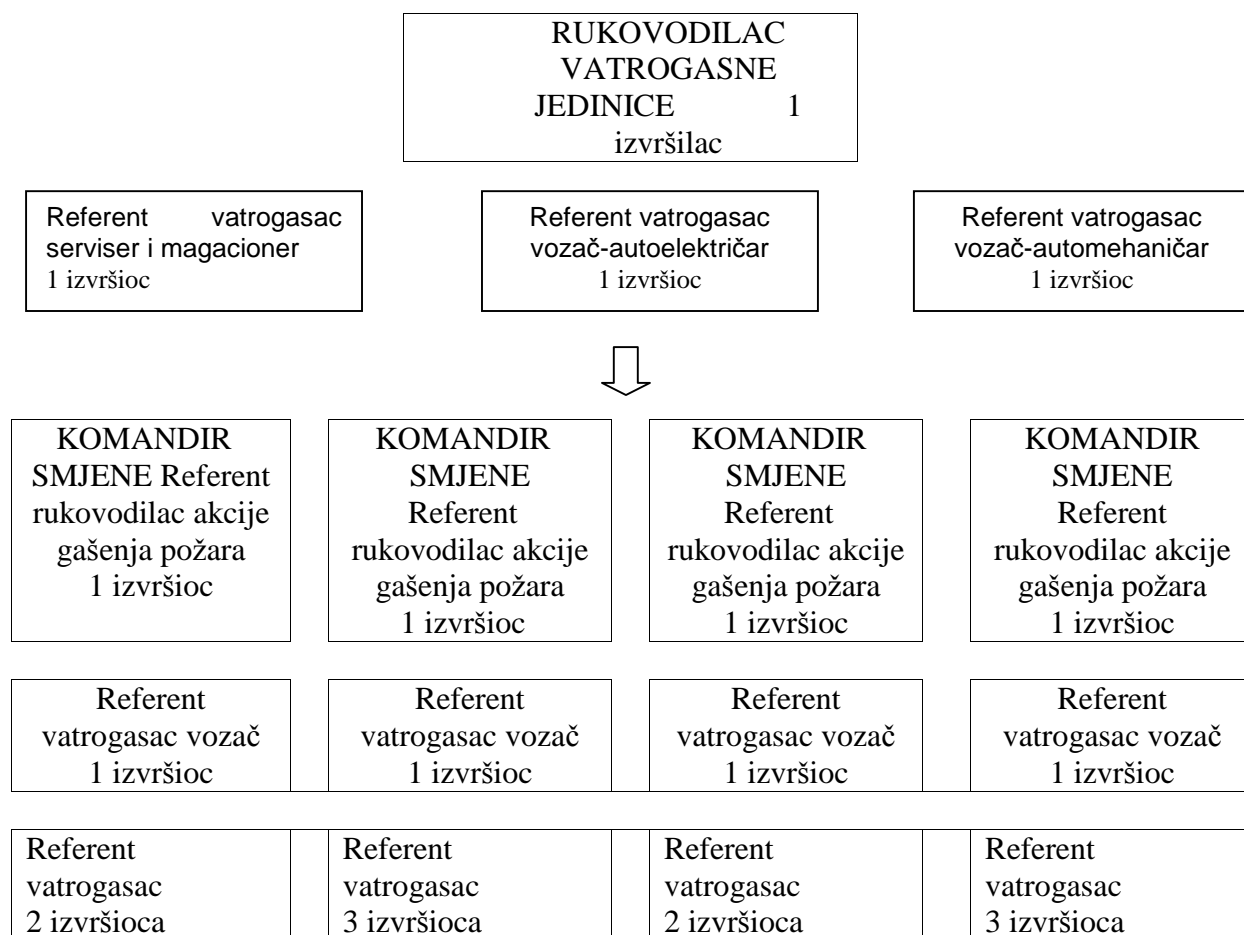 RUKOVODILAC
VATROGASNE
JEDINICE 1
izvršilac
Referent vatrogasac
serviser i magacioner
1 izvršioc
Referent vatrogasac
vozač-autoelektričar
1 izvršioc
Referent vatrogasac
vozač-automehaničar
1 izvršioc
KOMANDIR
SMJENE Referent
rukovodilac akcije
gašenja požara
1 izvršioc
KOMANDIR
SMJENE
Referent
rukovodilac akcije
gašenja požara
1 izvršioc
KOMANDIR
SMJENE
Referent
rukovodilac akcije
gašenja požara
1 izvršioc
KOMANDIR
SMJENE
Referent
rukovodilac akcije
gašenja požara
1 izvršioc
Referent
vatrogasac vozač
1 izvršioc
Referent
vatrogasac vozač
1 izvršioc
Referent
vatrogasac vozač
1 izvršioc
Referent
vatrogasac vozač
1 izvršioc
Referent
vatrogasac
2 izvršioca
Referent
vatrogasac
3 izvršioca
Referent
vatrogasac
2 izvršioca
Referent
vatrogasac
3 izvršioca